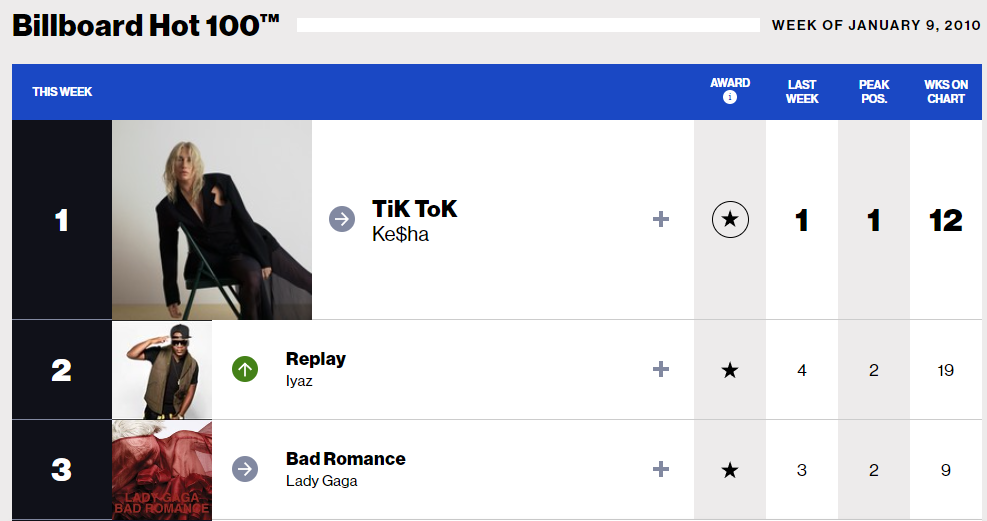 Billboard Hot 100™
WEEK OF JANUARY 9, 2010
THIS WEEK
AWARD
i
LAST
WEEK
PEAK
POS.
WKS ON
CHART
1
TiK ToK
Ke$ha
1
1
12
2
Replay
Iyaz
4
2
19
3
LADY GAGA
BAD ROMANCE
Bad Romance
Lady Gaga
3
2
9